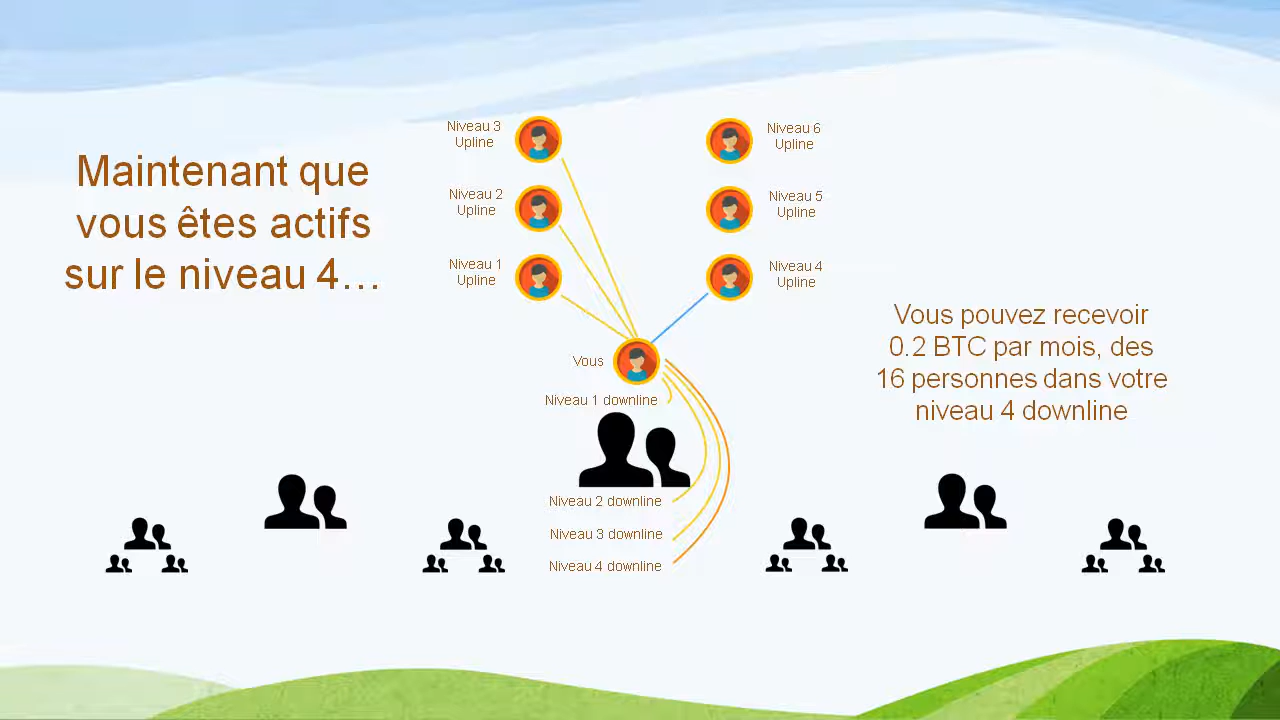 Maintenant que
vous êtes actifs
sur le niveau 4…
Niveau 3
Upline
Niveau 2
Upline
Niveau 1
Upline
Niveau 6
Upline
Niveau 5
Upline
Niveau 4
Upline
Vous
Niveau 1 downline
Niveau 2 downline
Niveau 3 downline
Niveau 4 downline
Vous pouvez recevoir
0.2 BTC par mois, des
16 personnes dans votre
niveau 4 downline